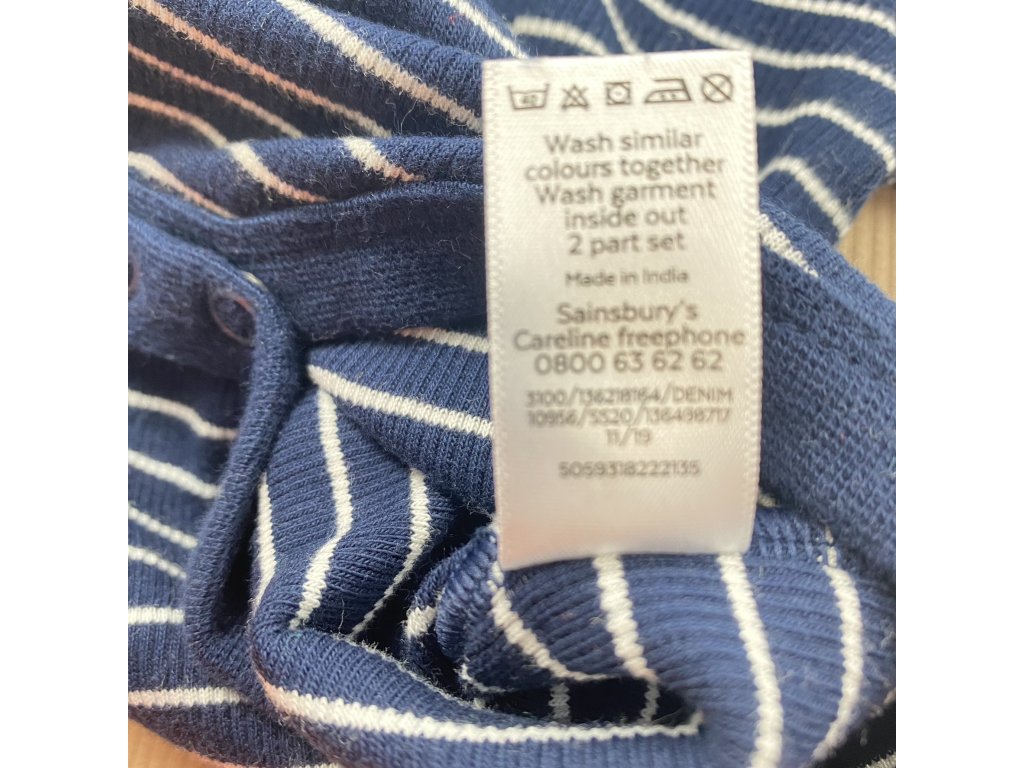 40
Wash similar
colours together
Wash garment
inside out
2 part set
Made in India
Sainsbury's
Careline freephone
0800 63 62 62
3100/136218164/DENIM
10956/5520/136498717
11/19
5059318222135